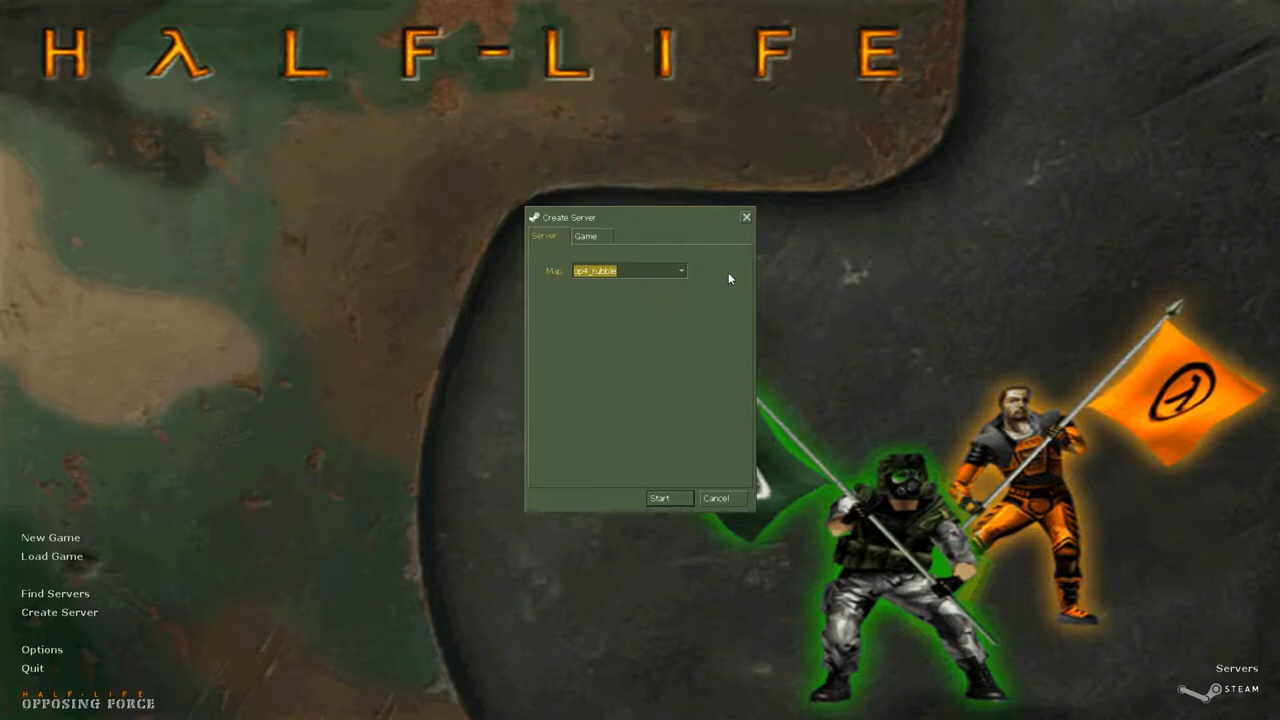 HλLF-LIFE
Create Server
Server Game
Map op4_rubble
Start Cancel
New Game
Load Game
Find Servers
Create Server
Options
Quit
Servers
HALF-LIFE
OPPOSING FORCE
STEAM